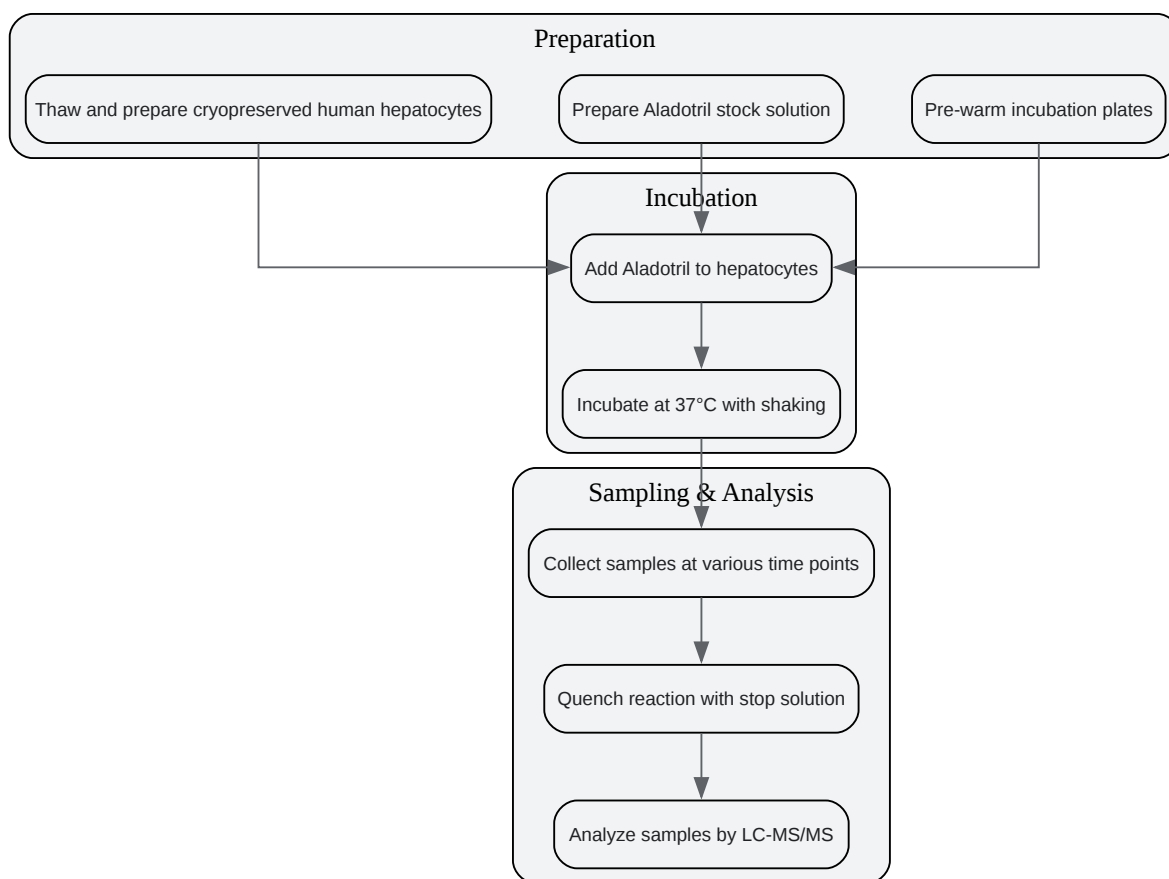 Preparation
Thaw and prepare cryopreserved human hepatocytes
Prepare Aladotril stock solution
Pre-warm incubation plates
Incubation
Add Aladotril to hepatocytes
Incubate at 37°C with shaking
Sampling & Analysis
Collect samples at various time points
Quench reaction with stop solution
Analyze samples by LC-MS/MS